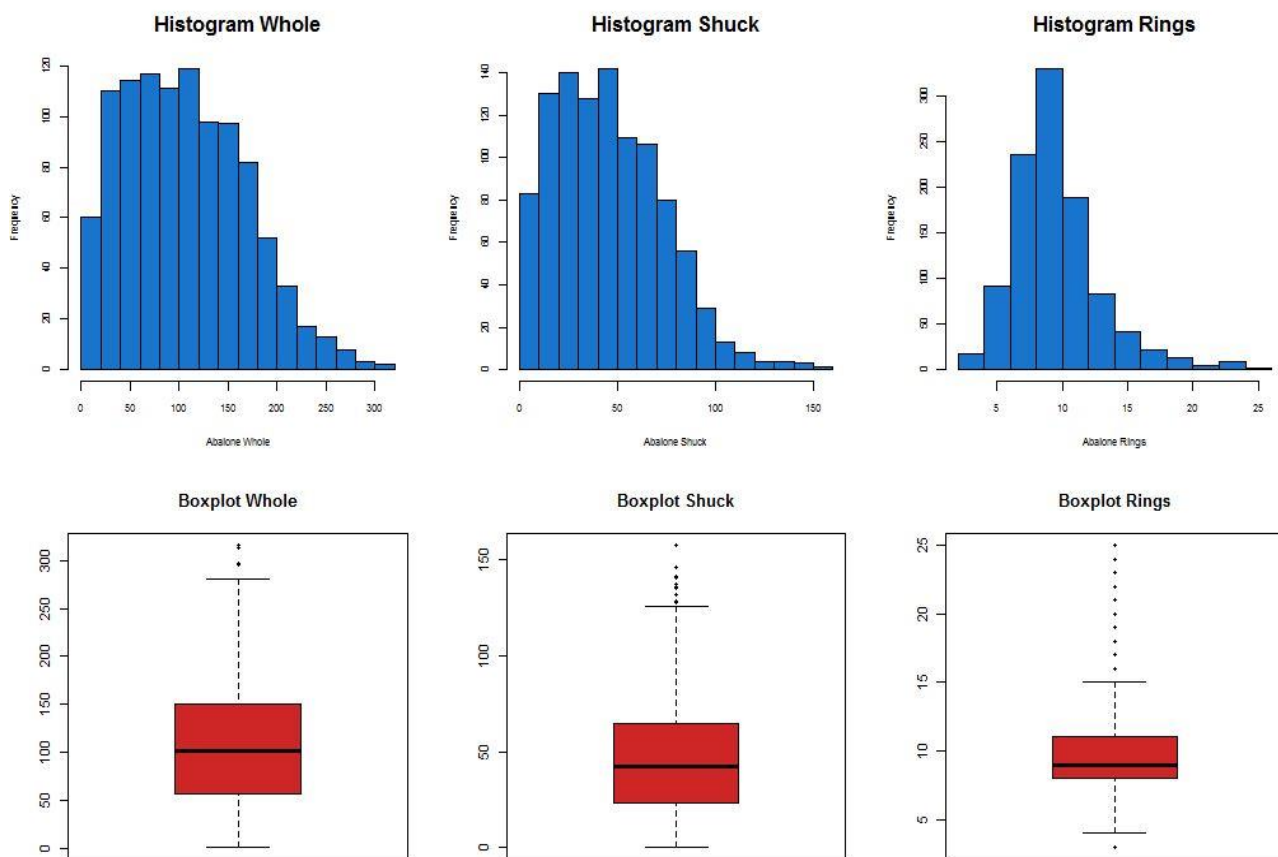 Histogram Whole
Histogram Shuck
Histogram Rings
Frequency
0 20 40 60 80 100 120
0 50 100 150 200 250 300
Abalone Whole
Frequency
0 20 40 60 80 100 120 140
0 50 100 150
Abalone Shuck
Frequency
0 50 100 150 200 250 300
5 10 15 20 25
Abalone Rings
Boxplot Whole
Boxplot Shuck
Boxplot Rings
0 50 100 150 200 250 300
0 50 100 150
5 10 15 20 25